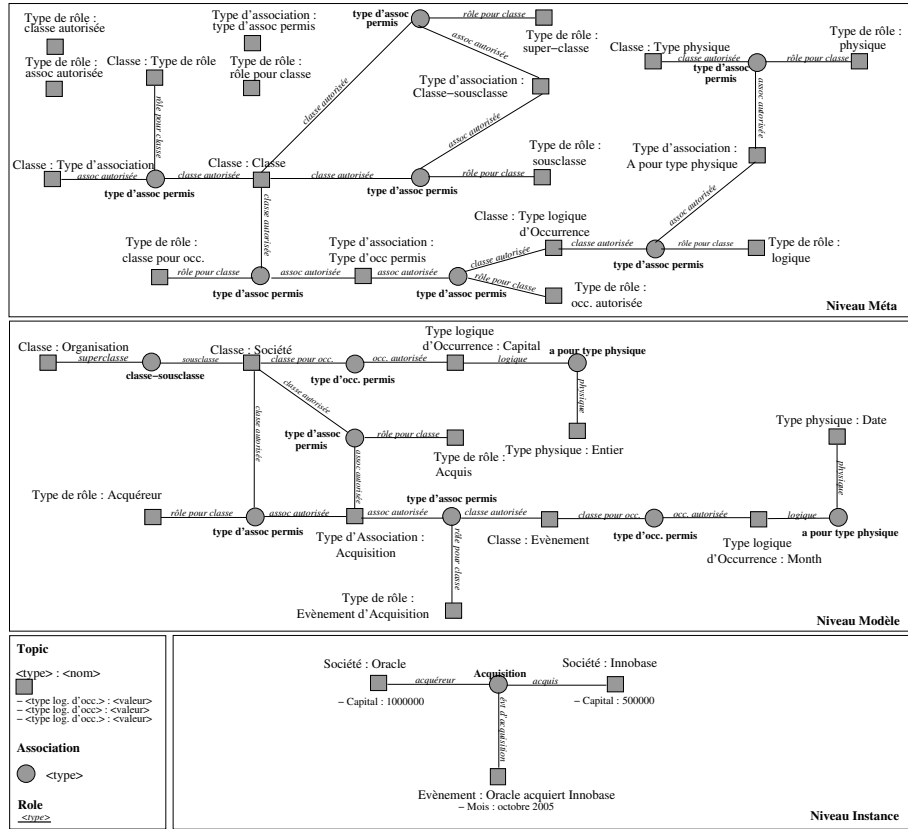 Type de rôle :
classe autorisée
Type de rôle :
assoc autorisée
Type d'association :
type d'assoc permis
Type de rôle :
rôle pour classe
Classe : Type de rôle
type d'assoc
permis
rôle pour classe
Type de rôle :
super-classe
classe autorisée
assoc autorisée
Type d'association :
Classe-sousclasse
assoc autorisée
Classe : Type physique
classe autorisée
type d'assoc
permis
rôle pour classe
Type de rôle :
physique
assoc autorisée
Type d'association :
A pour type physique
assoc autorisée
rôle pour classe
Classe : Type d'association
assoc autorisée
type d'assoc permis
classe autorisée
Classe : Classe
classe autorisée
type d'assoc permis
rôle pour classe
Type de rôle :
sousclasse
classe autorisée
Type de rôle :
classe pour occ.
rôle pour classe
type d'assoc permis
assoc autorisée
Type d'association :
Type d'occ permis
assoc autorisée
type d'assoc permis
classe autorisée
rôle pour classe
Classe : Type logique
d'Occurrence
classe autorisée
type d'assoc permis
rôle pour classe
Type de rôle :
logique
Type de rôle :
occ. autorisée
Niveau Méta
Classe : Organisation
superclasse
classe-sousclasse
sousclasse
Classe : Société
classe pour occ.
type d'occ. permis
occ. autorisée
Type logique
d'Occurrence : Capital
logique
a pour type physique
physique
Type physique : Entier
classe autorisée
classe autorisée
type d'assoc
permis
rôle pour classe
Type de rôle :
Acquis
assoc autorisée
Type de rôle : Acquéreur
rôle pour classe
type d'assoc permis
assoc autorisée
Type d'Association :
Acquisition
assoc autorisée
type d'assoc permis
classe autorisée
Classe : Evènement
classe pour occ.
type d'occ. permis
occ. autorisée
Type logique
d'Occurrence : Month
logique
a pour type physique
physique
Type physique : Date
rôle pour classe
Type de rôle :
Evènement d'Acquisition
Niveau Modèle
Topic
<type> : <nom>
– <type log. d'occ.> : <valeur>
– <type log. d'occ> : <valeur>
– <type log. d'occ.> : <valeur>
Association
<type>
Role
<type>
Société : Oracle
– Capital : 1000000
acquéreur
Acquisition
acquis
Société : Innobase
– Capital : 500000
évt d'acquisition
Evènement : Oracle acquiert Innobase
– Mois : octobre 2005
Niveau Instance